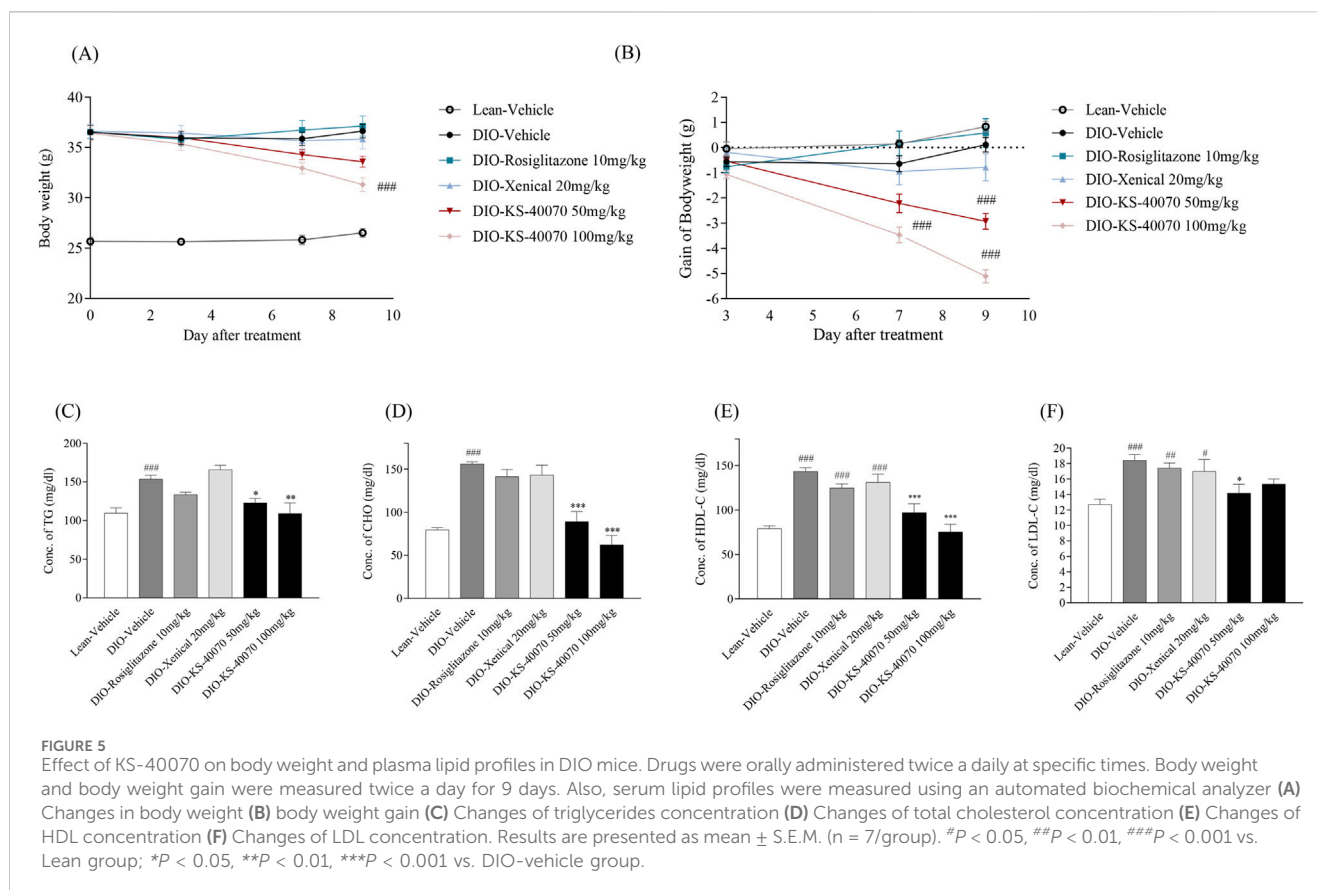 (A)
Body weight (g)
40
35
30
25
20
0
2
4
6
8
10
Day after treatment
###
Lean-Vehicle
DIO-Vehicle
DIO-Rosiglitazone 10mg/kg
DIO-Xenical 20mg/kg
DIO-KS-40070 50mg/kg
DIO-KS-40070 100mg/kg
(B)
Gain of Bodyweight (g)
2
1
0
-1
-2
-3
-4
-5
-6
3
4
5
6
7
8
9
10
Day after treatment
###
###
###
Lean-Vehicle
DIO-Vehicle
DIO-Rosiglitazone 10mg/kg
DIO-Xenical 20mg/kg
DIO-KS-40070 50mg/kg
DIO-KS-40070 100mg/kg
(C)
Conc. of TG (mg/dl)
200
150
100
50
0
###
*
**
Lean-Vehicle
DIO-Vehicle
DIO-Rosiglitazone 10mg/kg
DIO-Xenical 20mg/kg
DIO-KS-40070 50mg/kg
DIO-KS-40070 100mg/kg
(D)
Conc. of CHO (mg/dl)
150
100
50
0
###
***
***
Lean-Vehicle
DIO-Vehicle
DIO-Rosiglitazone 10mg/kg
DIO-Xenical 20mg/kg
DIO-KS-40070 50mg/kg
DIO-KS-40070 100mg/kg
(E)
Conc. of HDL-C (mg/dl)
200
150
100
50
0
###
###
###
***
***
Lean-Vehicle
DIO-Vehicle
DIO-Rosiglitazone 10mg/kg
DIO-Xenical 20mg/kg
DIO-KS-40070 50mg/kg
DIO-KS-40070 100mg/kg
(F)
Conc. of LDL-C (mg/dl)
20
18
16
14
12
10
8
6
4
2
0
###
##
#
*
Lean-Vehicle
DIO-Vehicle
DIO-Rosiglitazone 10mg/kg
DIO-Xenical 20mg/kg
DIO-KS-40070 50mg/kg
DIO-KS-40070 100mg/kg
FIGURE 5
Effect of KS-40070 on body weight and plasma lipid profiles in DIO mice. Drugs were orally administered twice a daily at specific times. Body weight
and body weight gain were measured twice a day for 9 days. Also, serum lipid profiles were measured using an automated biochemical analyzer (A)
Changes in body weight (B) body weight gain (C) Changes of triglycerides concentration (D) Changes of total cholesterol concentration (E) Changes of
HDL concentration (F) Changes of LDL concentration. Results are presented as mean ± S.E.M. (n = 7/group). #P < 0.05, ##P < 0.01, ###P < 0.001 vs.
Lean group; *P < 0.05, **P < 0.01, ***P < 0.001 vs. DIO-vehicle group.